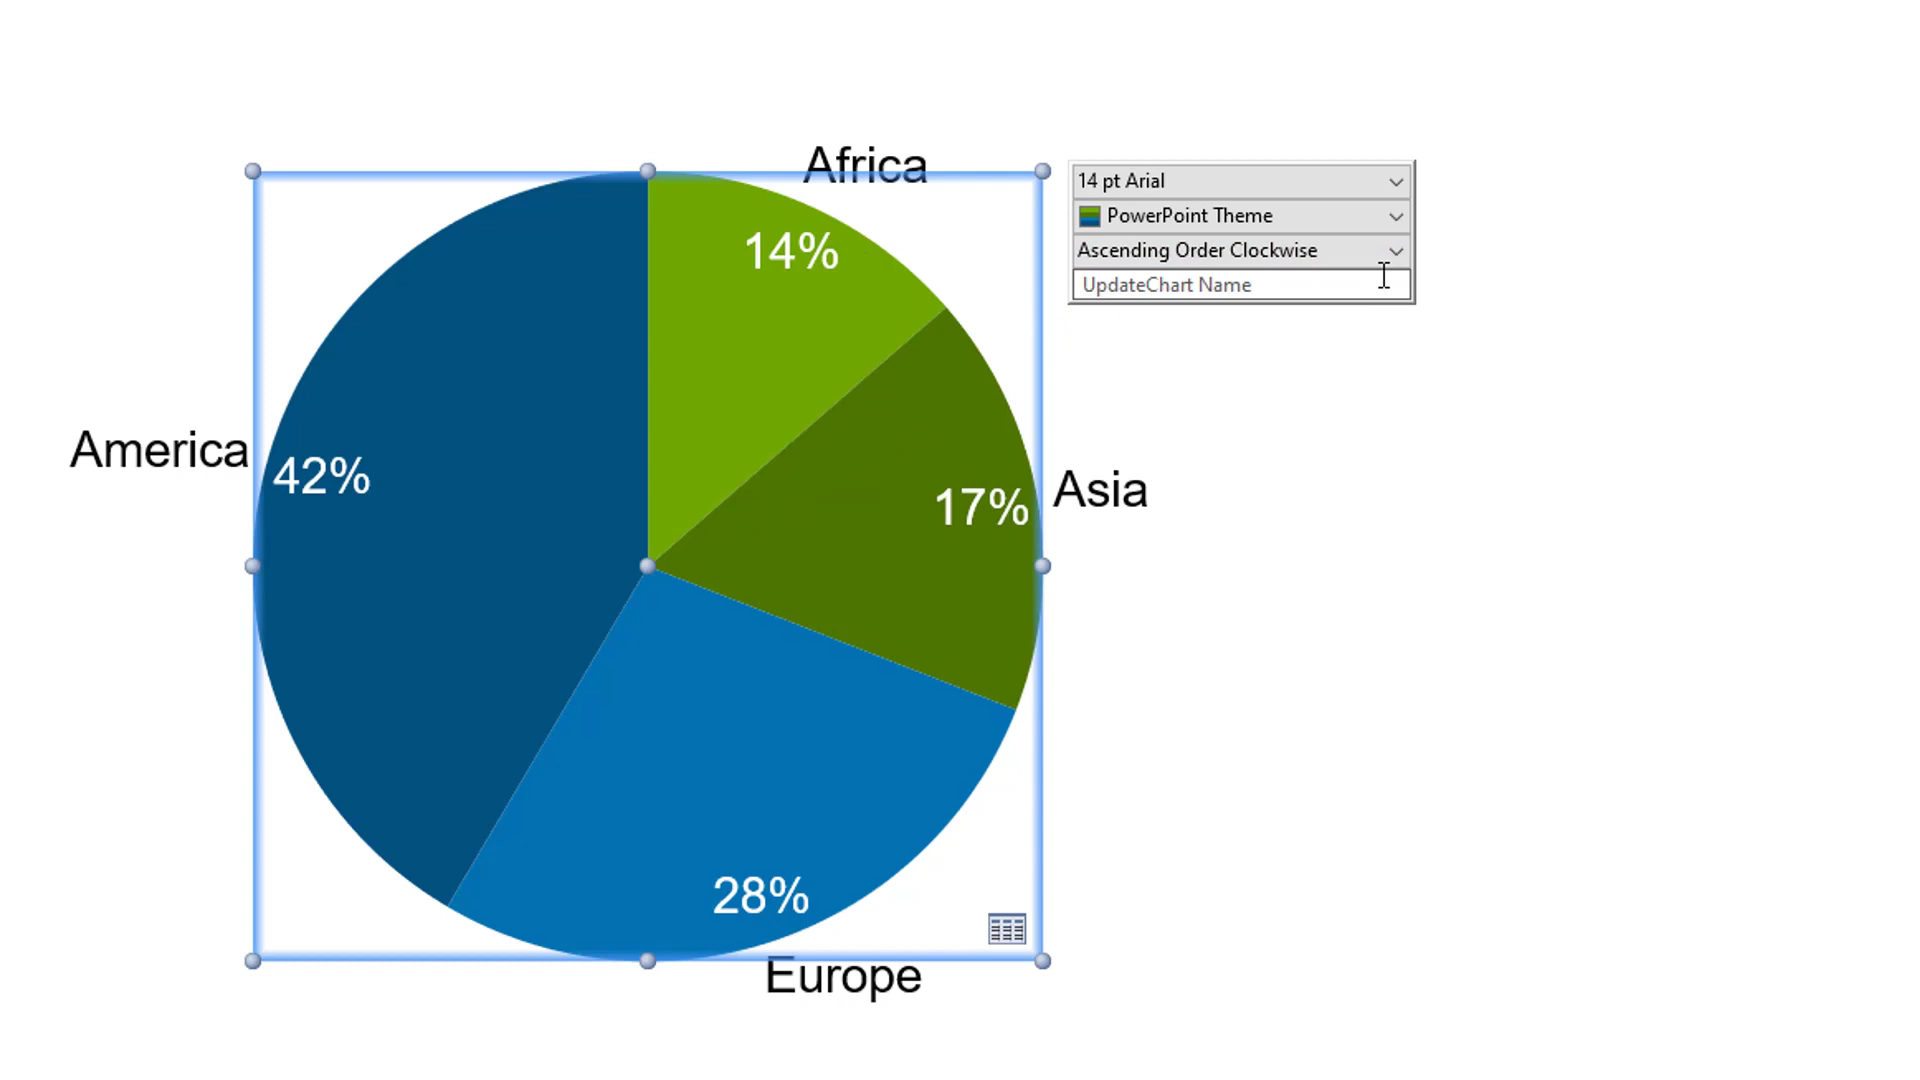 Africa
14%
14 pt Arial
PowerPoint Theme
Ascending Order Clockwise
UpdateChart Name
America
42%
17%
Asia
28%
Europe